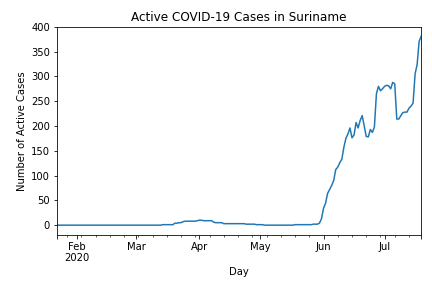 Active COVID-19 Cases in Suriname
Number of Active Cases
400
350
300
250
200
150
100
50
0
Feb Mar Apr May Jun Jul
2020
Day